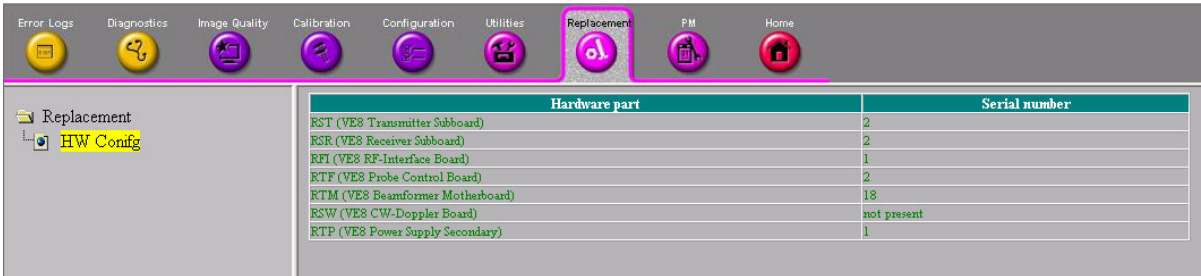 Error Logs Diagnostics Image Quality Calibration Configuration Utilities Replacement PM Home
Replacement
HW Conifg
Hardware part Serial number
RST (VE8 Transmitter Subboard) 2
RSR (VE8 Receiver Subboard) 2
RFI (VE8 RF-Interface Board) 1
RTF (VE8 Probe Control Board) 2
RTM (VE8 Beamformer Motherboard) 18
RSW (VE8 CW-Doppler Board) not present
RTP (VE8 Power Supply Secondary) 1